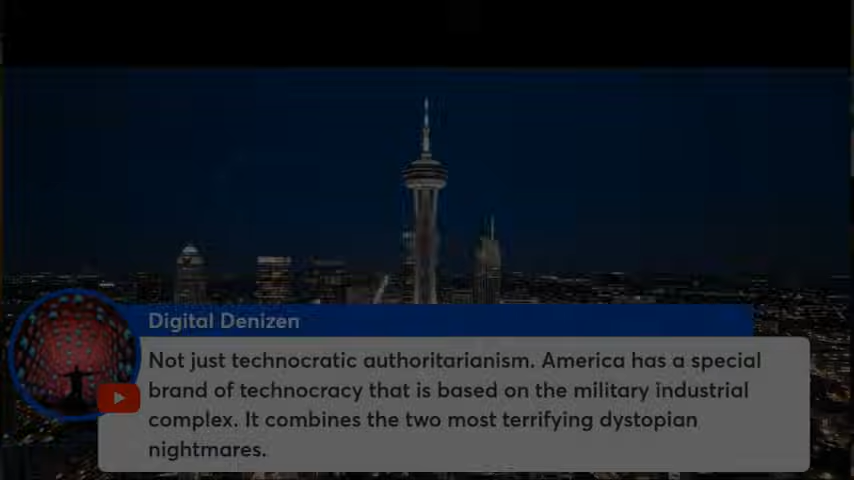 Digital Denizen
Not just technocratic authoritarianism. America has a special
brand of technocracy that is based on the military industrial
complex. It combines the two most terrifying dystopian
nightmares.